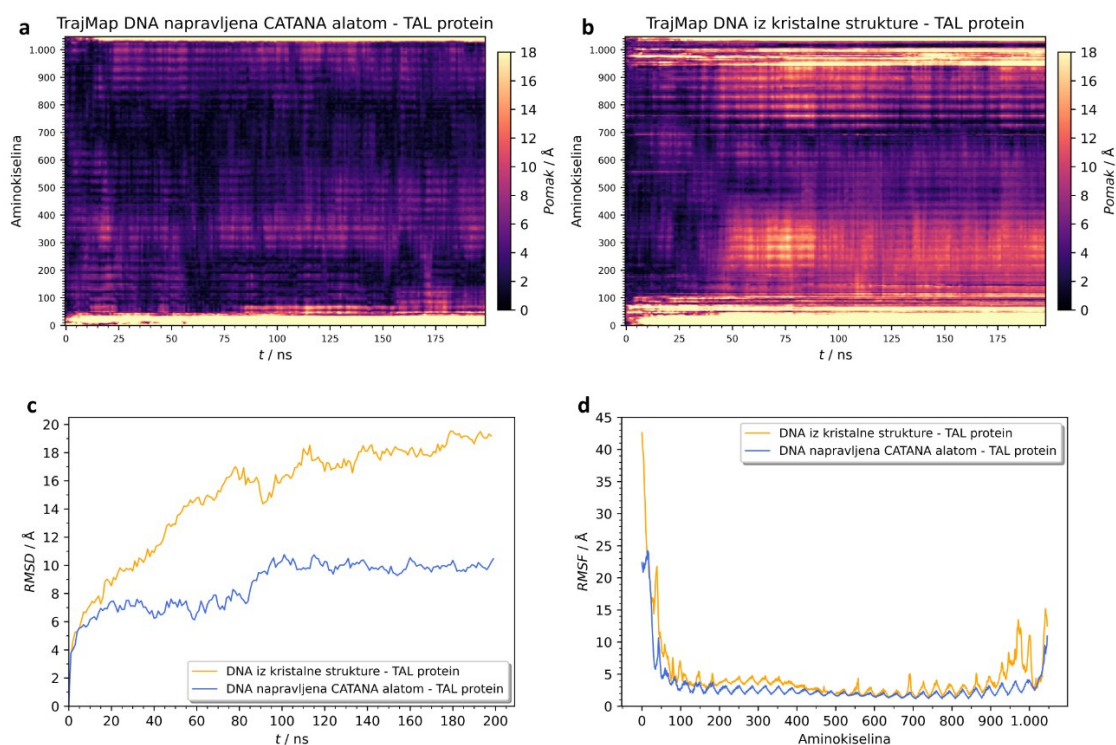 a
TrajMap DNA napravljena CATANA alatom - TAL protein
1.000
900
800
700
600
500
400
300
200
100
0
Aminokiselina
0 25 50 75 100 125 150 175
t / ns
18
16
14
12
10
8
6
4
2
0
Pomak / Å
b
TrajMap DNA iz kristalne strukture - TAL protein
1.000
900
800
700
600
500
400
300
200
100
0
Aminokiselina
0 25 50 75 100 125 150 175
t / ns
18
16
14
12
10
8
6
4
2
0
Pomak / Å
c
20
18
16
14
12
10
8
6
4
2
0
RMSD / Å
DNA iz kristalne strukture - TAL protein
DNA napravljena CATANA alatom - TAL protein
0 20 40 60 80 100 120 140 160 180 200
t / ns
d
45
40
35
30
25
20
15
10
5
0
RMSF / Å
DNA iz kristalne strukture - TAL protein
DNA napravljena CATANA alatom - TAL protein
0 100 200 300 400 500 600 700 800 900 1.000
Aminokiselina